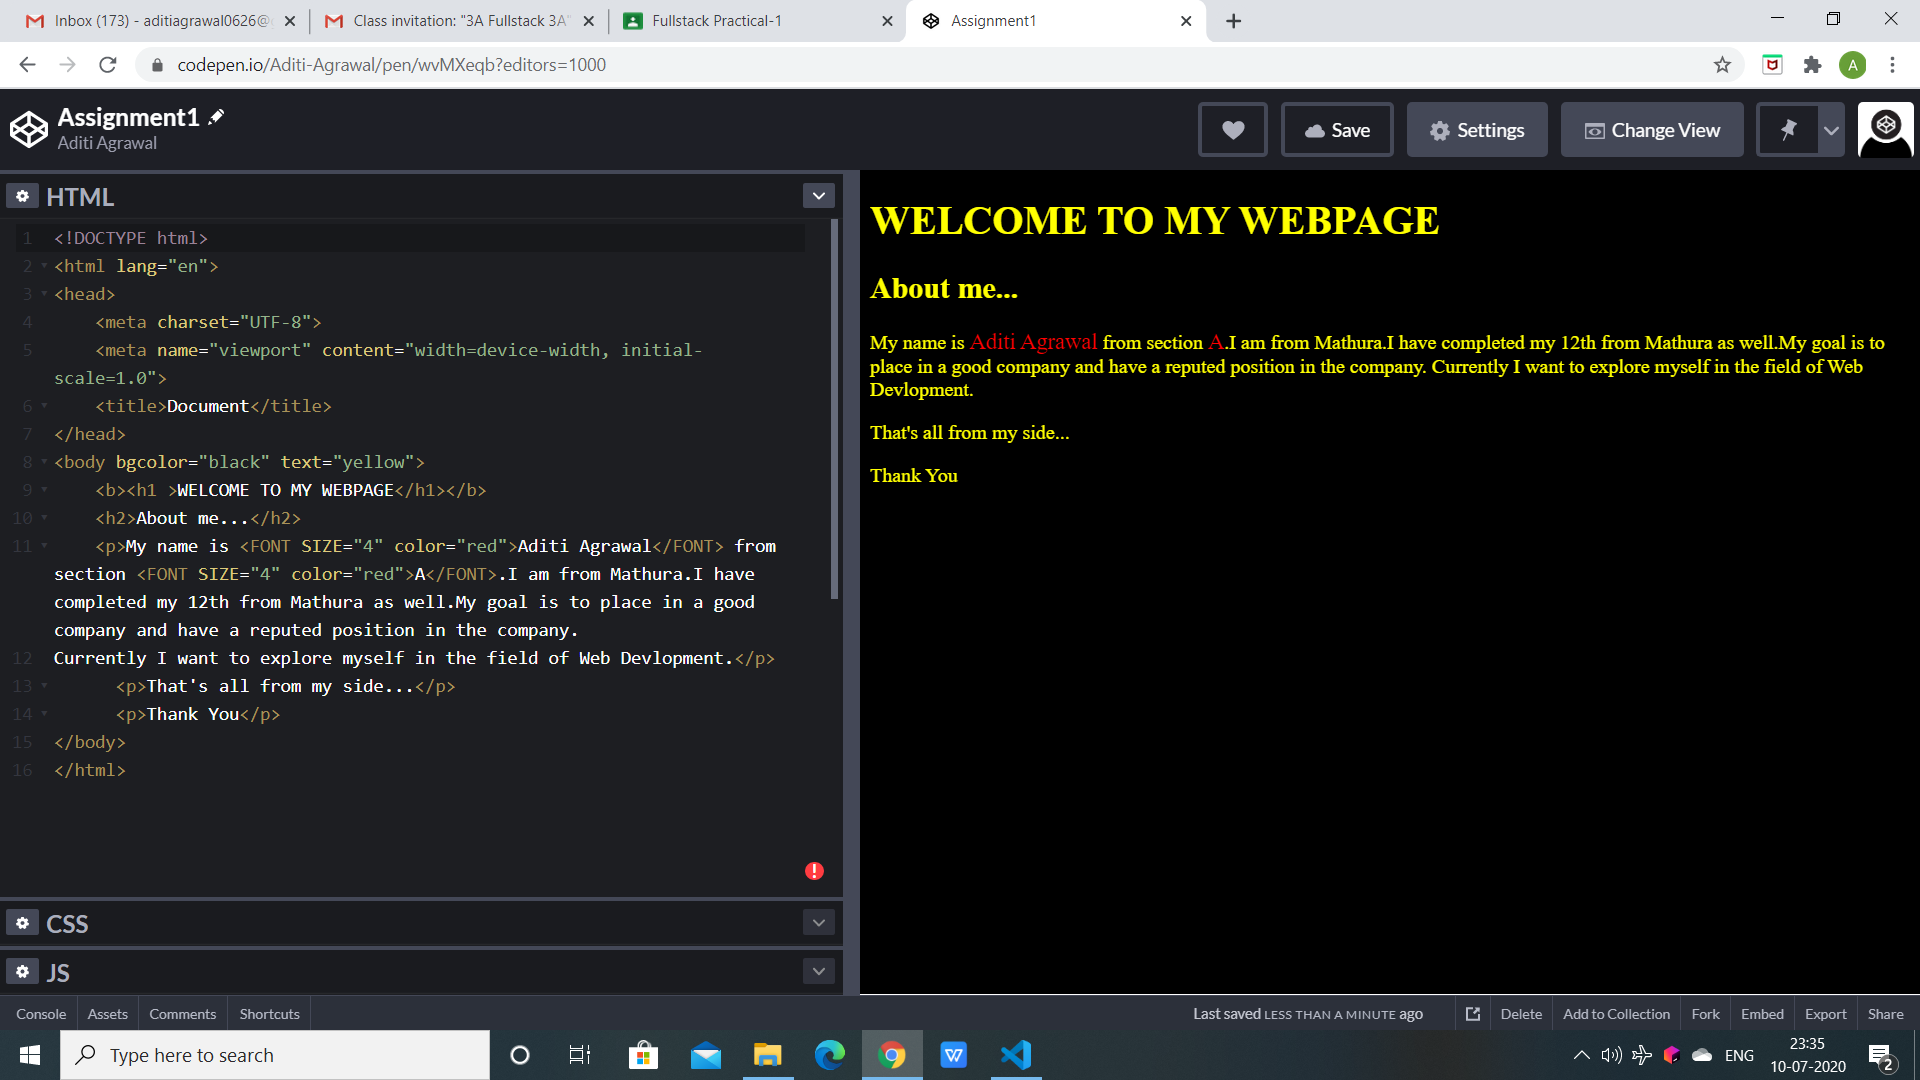 Inbox (173) - aditiagrawal0626@
Class invitation: "3A Fullstack 3A"
Fullstack Practical-1
Assignment1
codepen.io/Aditi-Agrawal/pen/wvMXeqb?editors=1000
A
Assignment1
Aditi Agrawal
Save
Settings
Change View
HTML
1 <!DOCTYPE html>
2 <html lang="en">
3 <head>
4 <meta charset="UTF-8">
5 <meta name="viewport" content="width=device-width, initial-
scale=1.0">
6 <title>Document</title>
7 </head>
8 <body bgcolor="black" text="yellow">
9 <b><h1 >WELCOME TO MY WEBPAGE</h1></b>
10 <h2>About me...</h2>
11 <p>My name is <FONT SIZE="4" color="red">Aditi Agrawal</FONT> from
section <FONT SIZE="4" color="red">A</FONT>.I am from Mathura.I have
completed my 12th from Mathura as well.My goal is to place in a good
company and have a reputed position in the company.
12 Currently I want to explore myself in the field of Web Devlopment.</p>
13 <p>That's all from my side...</p>
14 <p>Thank You</p>
15 </body>
16 </html>
CSS
JS
WELCOME TO MY WEBPAGE
About me...
My name is Aditi Agrawal from section A.I am from Mathura.I have completed my 12th from Mathura as well.My goal is to
place in a good company and have a reputed position in the company. Currently I want to explore myself in the field of Web
Devlopment.
That's all from my side...
Thank You
Console Assets Comments Shortcuts
Last saved LESS THAN A MINUTE ago
Delete Add to Collection Fork Embed Export Share
Type here to search
W
ENG
23:35
10-07-2020
2